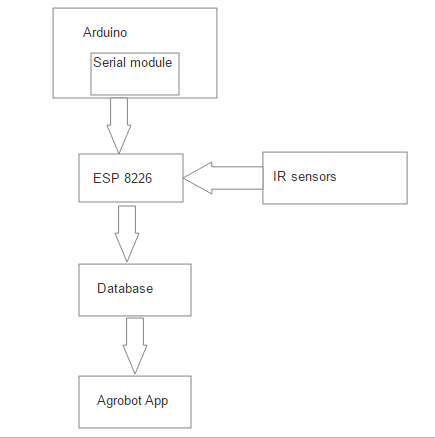 Arduino
Serial module
ESP 8226
IR sensors
Database
Agrobot App